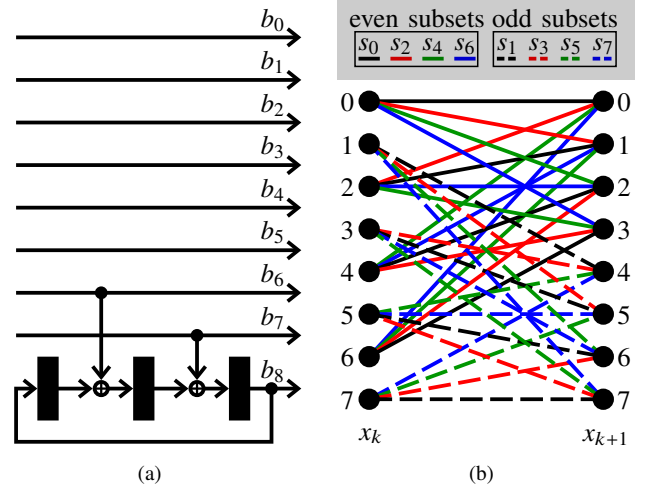 b0
b1
b2
b3
b4
b5
b6
b7
b8
(a)
even subsets odd subsets
s0 s2 s4 s6 s1 s3 s5 s7
0 0
1 1
2 2
3 3
4 4
5 5
6 6
7 7
xk xk+1
(b)